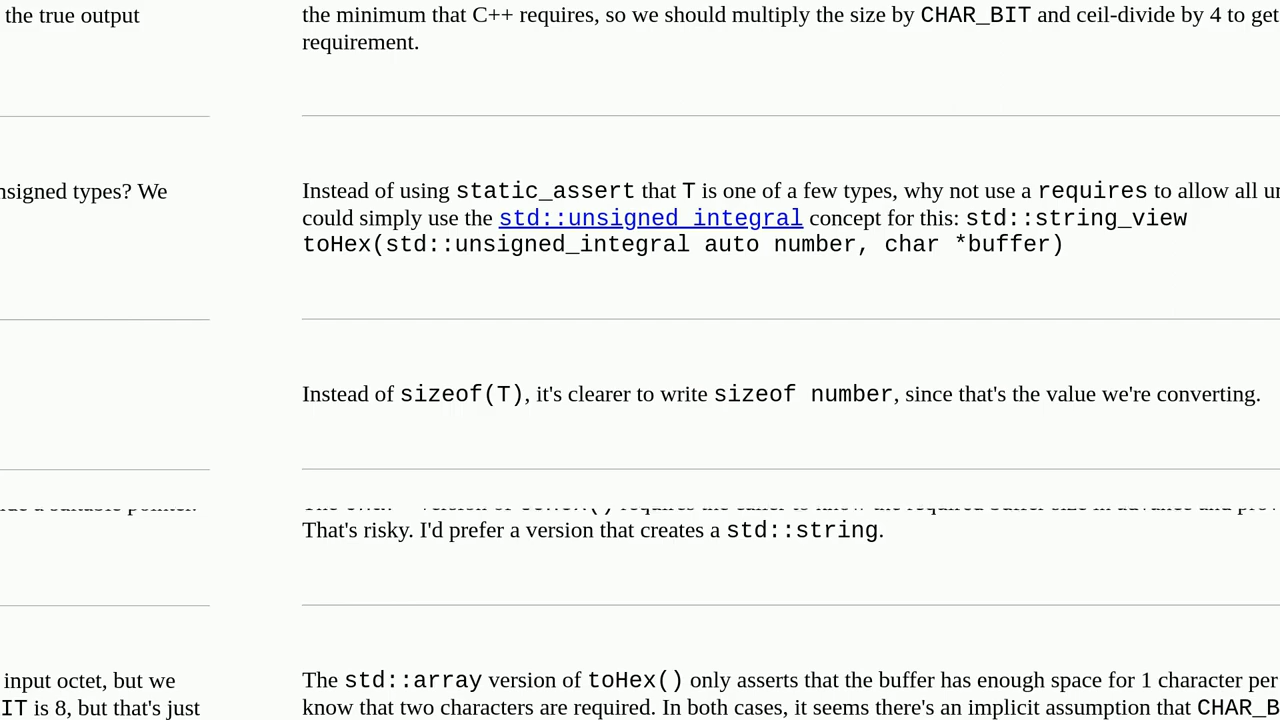 the true output
the minimum that C++ requires, so we should multiply the size by CHAR_BIT and ceil-divide by 4 to get
requirement.
nsigned types? We
Instead of using static_assert that T is one of a few types, why not use a requires to allow all un
could simply use the std::unsigned_integral concept for this: std::string_view
toHex(std::unsigned_integral auto number, char *buffer)
Instead of sizeof(T), it's clearer to write sizeof number, since that's the value we're converting.
That's risky. I'd prefer a version that creates a std::string.
input octet, but we
The std::array version of toHex() only asserts that the buffer has enough space for 1 character per
IT is 8, but that's just
know that two characters are required. In both cases, it seems there's an implicit assumption that CHAR_B